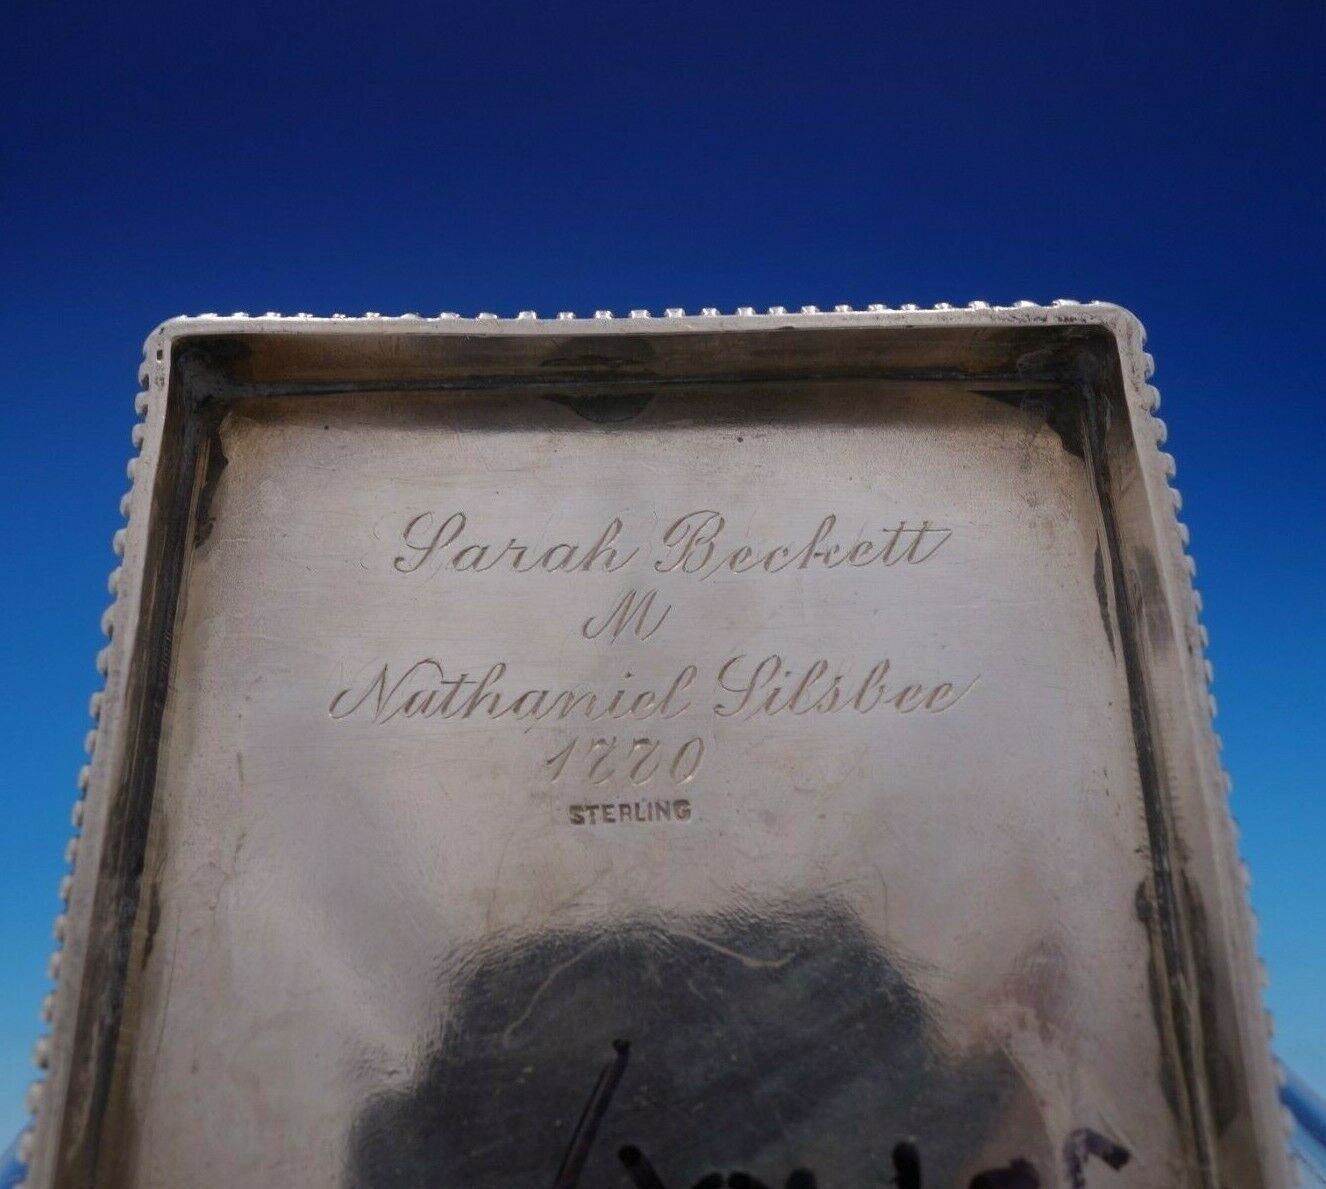 Sarah Beckett
M
Nathaniel Silsbee
1770
STERLING